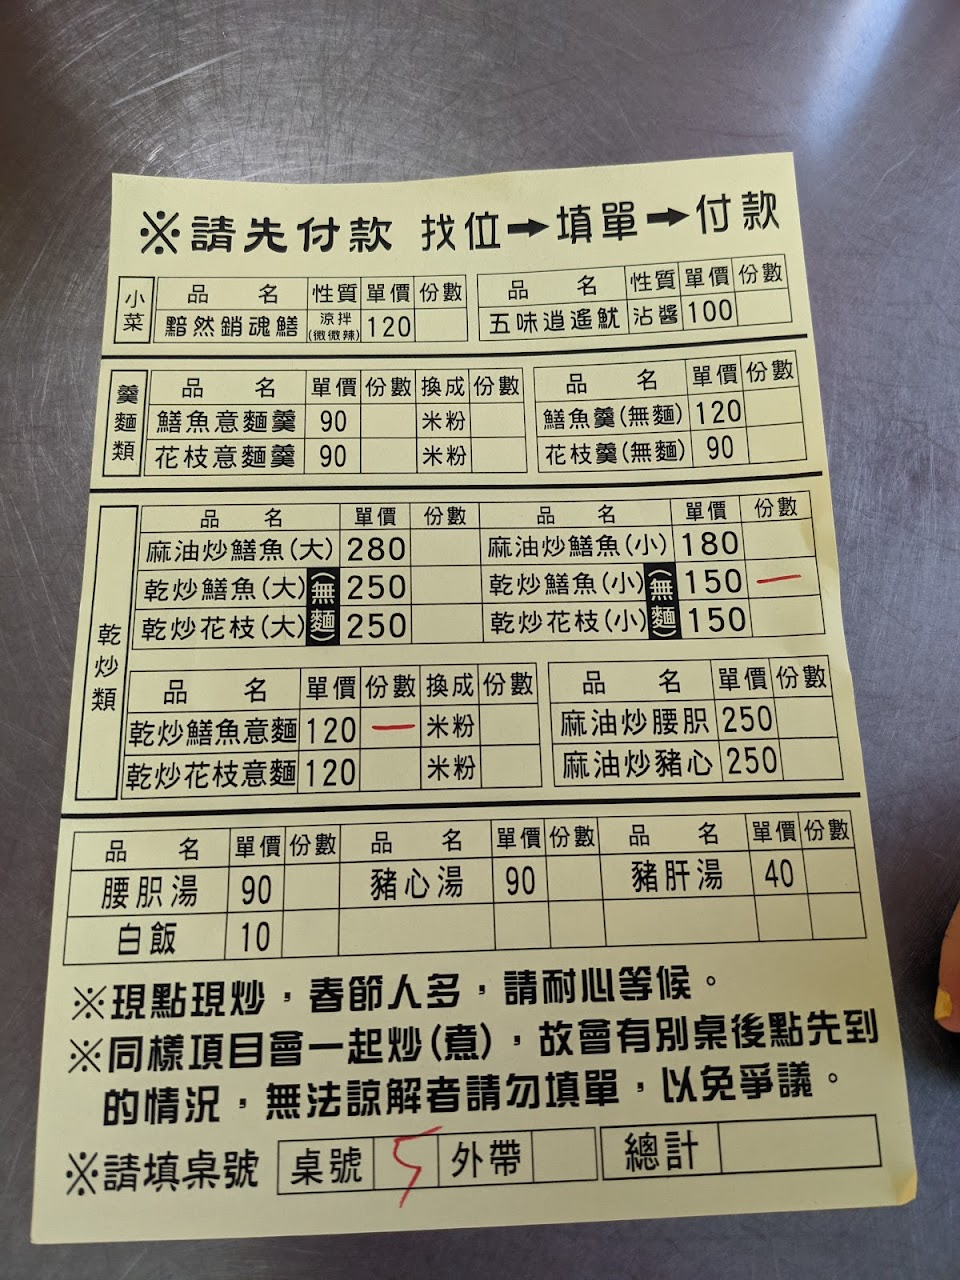 ※請先付款 找位➡填單➡付款
小菜
品名 性質 單價 份數
黯然銷魂鱔 涼拌(微微辣) 120
品名 性質 單價 份數
五味逍遙魷 沾醬 100
羹麵類
品名 單價 份數 換成 份數
鱔魚意麵羹 90 米粉
花枝意麵羹 90 米粉
品名 單價 份數
鱔魚羹(無麵) 120
花枝羹(無麵) 90
乾炒類
品名 單價 份數 品名 單價 份數
麻油炒鱔魚(大) 280 麻油炒鱔魚(小) 180
乾炒鱔魚(大) (無麵) 250 乾炒鱔魚(小) (無麵) 150 一
乾炒花枝(大) 250 乾炒花枝(小) 150
品名 單價 份數 換成 份數
乾炒鱔魚意麵 120 一 米粉
乾炒花枝意麵 120 米粉
品名 單價 份數
麻油炒腰胑 250
麻油炒豬心 250
品名 單價 份數 品名 單價 份數 品名 單價 份數
腰胑湯 90 豬心湯 90 豬肝湯 40
白飯 10
※現點現炒，春節人多，請耐心等候。
※同樣項目會一起炒(煮)，故會有別桌後點先到
的情況，無法諒解者請勿填單，以免爭議。
※請填桌號 桌號 5 外帶 總計